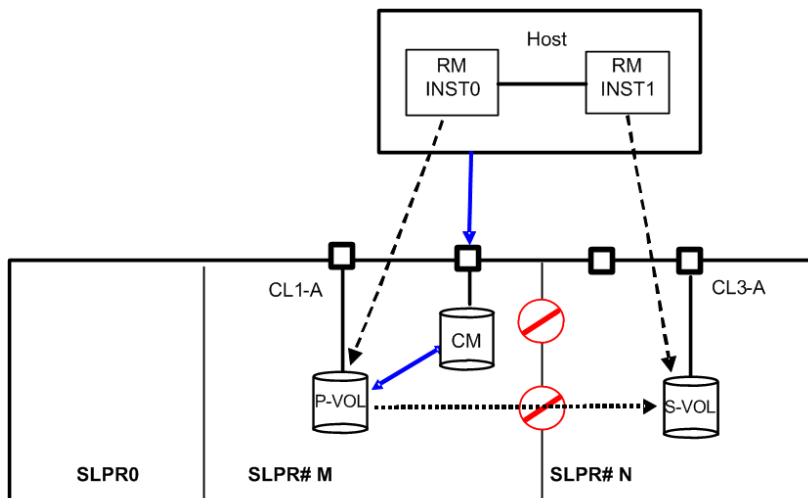 Host
RM
INST0
RM
INST1
CL1-A
CL3-A
CM
P-VOL
S-VOL
SLPR0
SLPR# M
SLPR# N